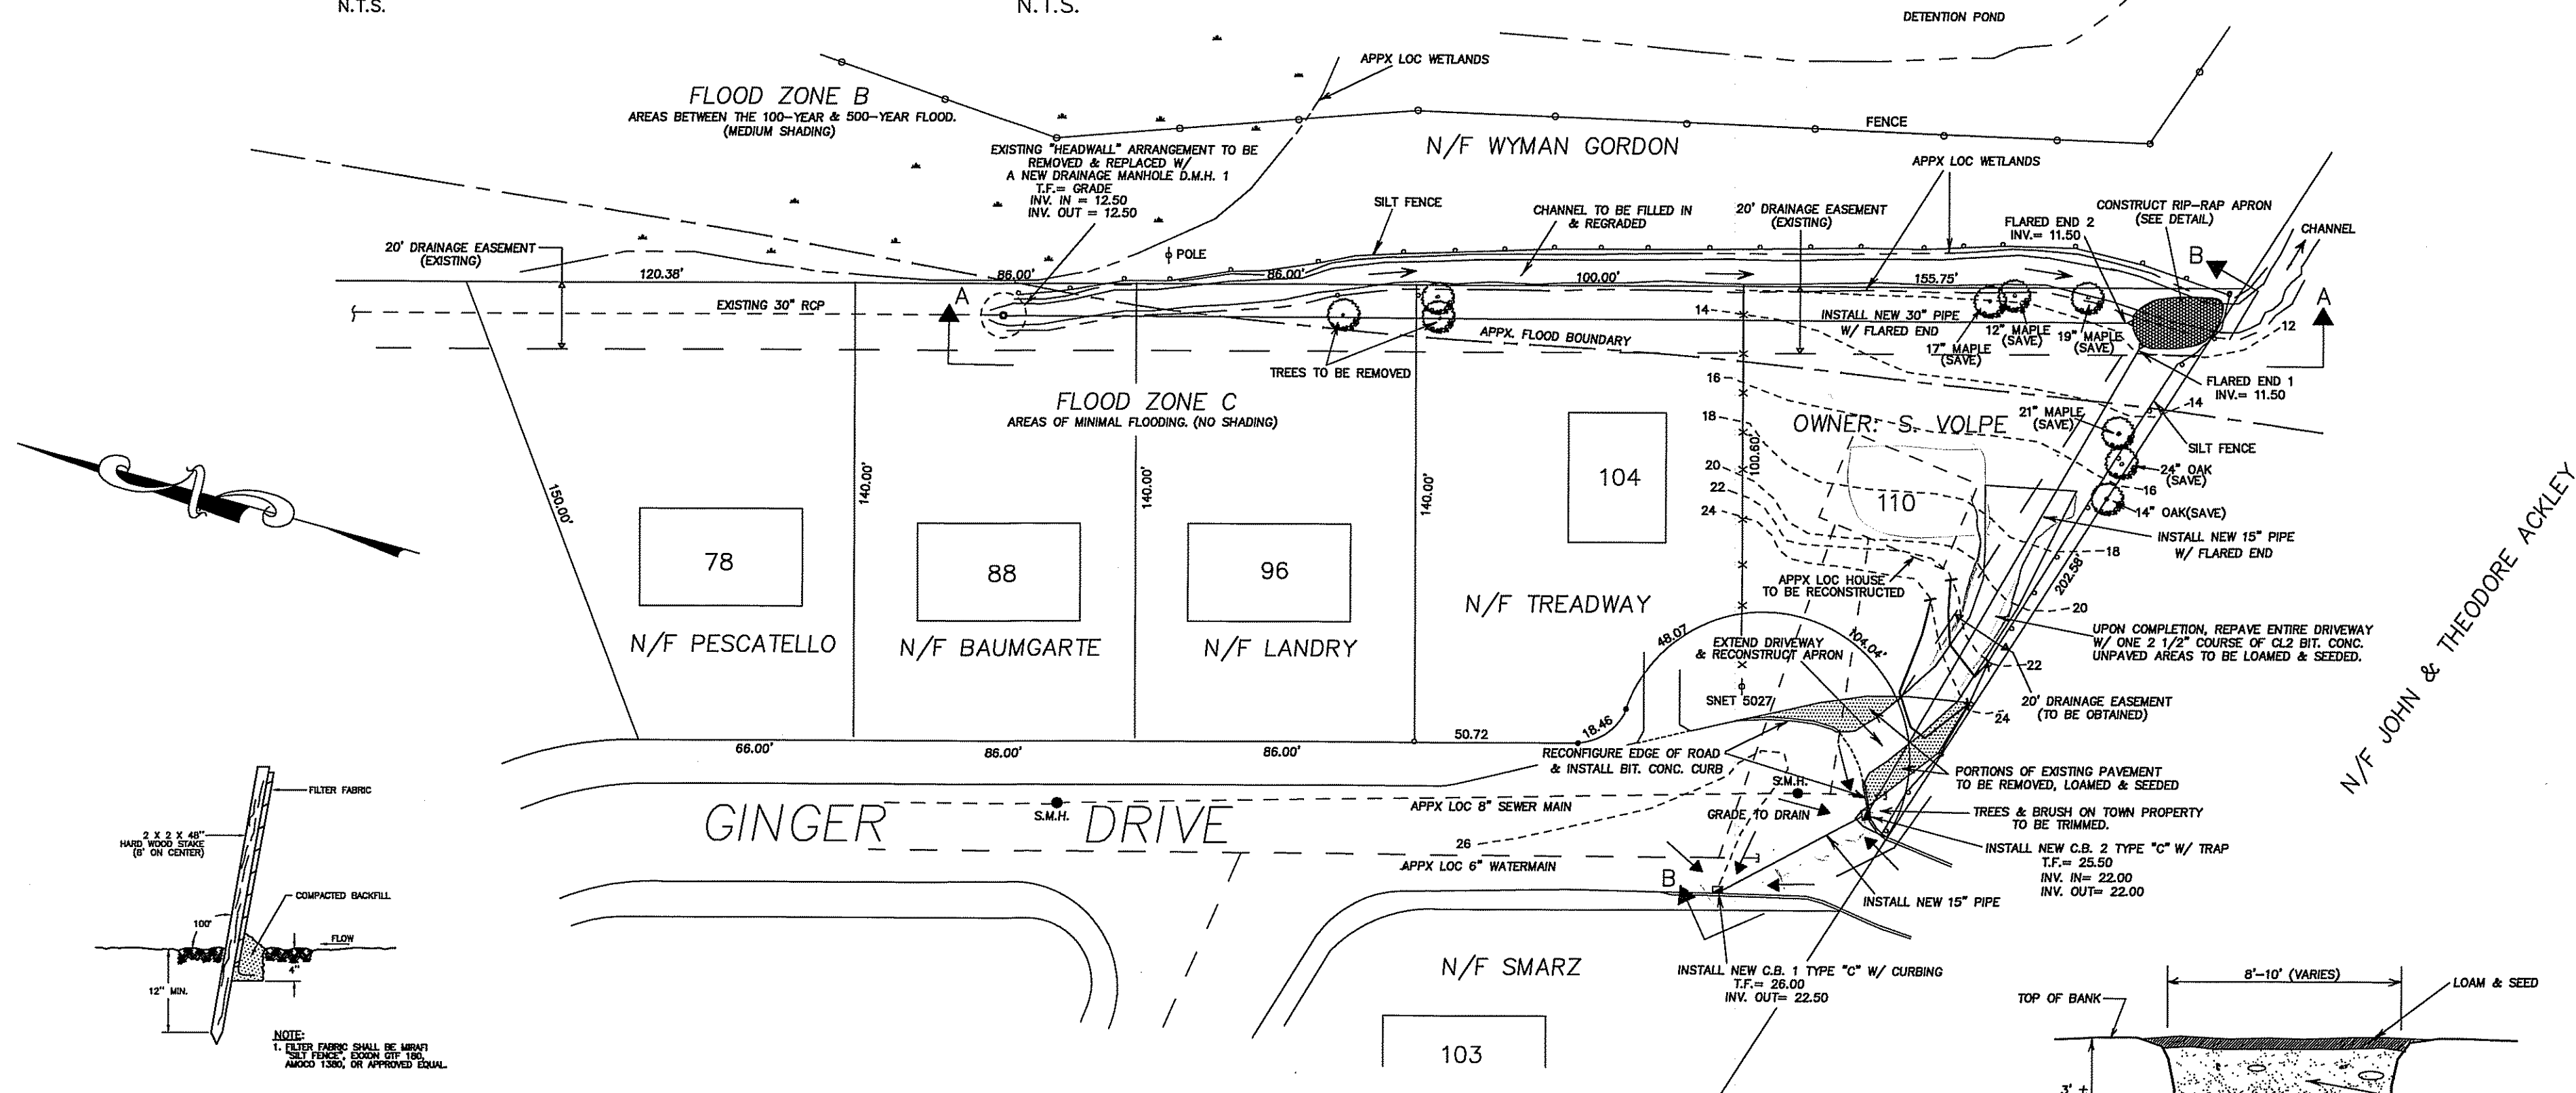 N.T.S.
N.T.S.
DETENTION POND
APPX LOC WETLANDS
FLOOD ZONE B
AREAS BETWEEN THE 100-YEAR & 500-YEAR FLOOD.
(MEDIUM SHADING)
FENCE
N/F WYMAN GORDON
EXISTING "HEADWALL" ARRANGEMENT TO BE
REMOVED & REPLACED W/
A NEW DRAINAGE MANHOLE D.M.H. 1
T.F.= GRADE
INV. IN = 12.50
INV. OUT = 12.50
APPX LOC WETLANDS
SILT FENCE
CHANNEL TO BE FILLED IN
& REGRADED
20' DRAINAGE EASEMENT
(EXISTING)
FLARED END 2
INV.= 11.50
CONSTRUCT RIP-RAP APRON
(SEE DETAIL)
CHANNEL
20' DRAINAGE EASEMENT
(EXISTING)
POLE
B
120.38'
86.00'
86.00'
100.00'
155.75'
EXISTING 30" RCP
A
A
14
INSTALL NEW 30" PIPE
W/ FLARED END
17" MAPLE
(SAVE)
12" MAPLE
(SAVE)
19" MAPLE
(SAVE)
12
APPX. FLOOD BOUNDARY
TREES TO BE REMOVED
FLARED END 1
INV.= 11.50
14
16
FLOOD ZONE C
AREAS OF MINIMAL FLOODING. (NO SHADING)
18
OWNER: S. VOLPE
21" MAPLE
(SAVE)
SILT FENCE
150.00'
140.00'
140.00'
140.00'
104
20
100.60
22
24
110
24" OAK
(SAVE)
16
14" OAK(SAVE)
INSTALL NEW 15" PIPE
W/ FLARED END
18
78
88
96
APPX LOC HOUSE
TO BE RECONSTRUCTED
202.58'
20
N/F PESCATELLO
N/F BAUMGARTE
N/F LANDRY
N/F TREADWAY
48.07
104.04'
EXTEND DRIVEWAY
& RECONSTRUCT APRON
UPON COMPLETION, REPAVE ENTIRE DRIVEWAY
W/ ONE 2 1/2" COURSE OF CL2 BIT. CONC.
UNPAVED AREAS TO BE LOAMED & SEEDED.
22
SNET 5027
20' DRAINAGE EASEMENT
(TO BE OBTAINED)
24
N/F JOHN & THEODORE ACKLEY
66.00'
86.00'
86.00'
50.72
18.46
RECONFIGURE EDGE OF ROAD
& INSTALL BIT. CONC. CURB
S.M.H.
PORTIONS OF EXISTING PAVEMENT
TO BE REMOVED, LOAMED & SEEDED
GINGER DRIVE
S.M.H.
APPX LOC 8" SEWER MAIN
GRADE TO DRAIN
TREES & BRUSH ON TOWN PROPERTY
TO BE TRIMMED.
26
APPX LOC 6" WATERMAIN
INSTALL NEW C.B. 2 TYPE "C" W/ TRAP
T.F.= 25.50
INV. IN= 22.00
INV. OUT= 22.00
B
INSTALL NEW 15" PIPE
N/F SMARZ
INSTALL NEW C.B. 1 TYPE "C" W/ CURBING
T.F.= 26.00
INV. OUT= 22.50
103
FILTER FABRIC
2 X 2 X 48"
HARD WOOD STAKE
(8' ON CENTER)
COMPACTED BACKFILL
100'
FLOW
4"
12" MIN.
NOTE:
1. FILTER FABRIC SHALL BE MIRAFI
"SILT FENCE", EXXON GTF 180,
AMOCO 1380, OR APPROVED EQUAL.
8'-10' (VARIES)
TOP OF BANK
LOAM & SEED
3' +